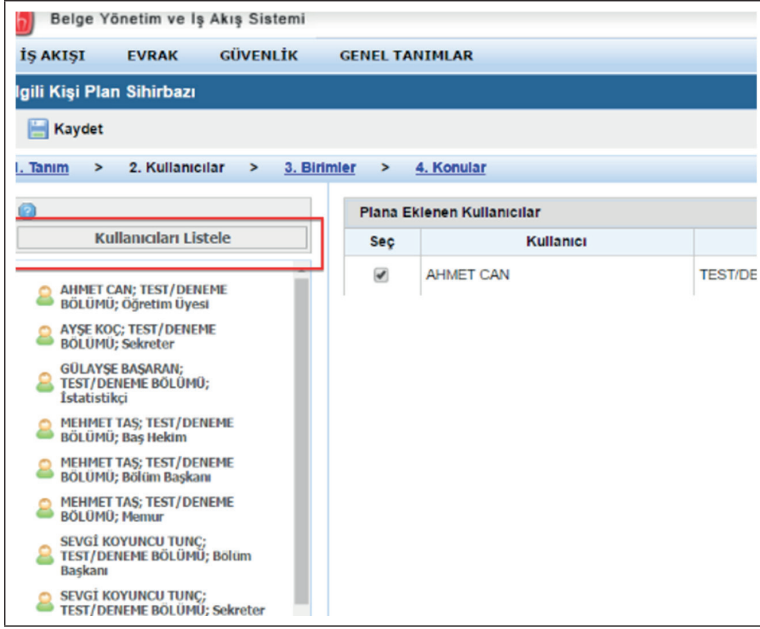 Belge Yönetim ve İş Akış Sistemi
İŞ AKIŞI EVRAK GÜVENLİK GENEL TANIMLAR
lgili Kişi Plan Sihirbazı
Kaydet
1. Tanım > 2. Kullanıcılar > 3. Birimler > 4. Konular
Kullanıcıları Listele
AHMET CAN; TEST/DENEME
BÖLÜMÜ; Öğretim Üyesi
AYŞE KOÇ; TEST/DENEME
BÖLÜMÜ; Sekreter
GÜLAYŞE BAŞARAN;
TEST/DENEME BÖLÜMÜ;
İstatistikçi
MEHMET TAŞ; TEST/DENEME
BÖLÜMÜ; Baş Hekim
MEHMET TAŞ; TEST/DENEME
BÖLÜMÜ; Bölüm Başkanı
MEHMET TAŞ; TEST/DENEME
BÖLÜMÜ; Memur
SEVGİ KOYUNCU TUNÇ;
TEST/DENEME BÖLÜMÜ; Bölüm
Başkanı
SEVGİ KOYUNCU TUNÇ;
TEST/DENEME BÖLÜMÜ; Sekreter
Plana Eklenen Kullanıcılar
Seç Kullanıcı
AHMET CAN TEST/DE